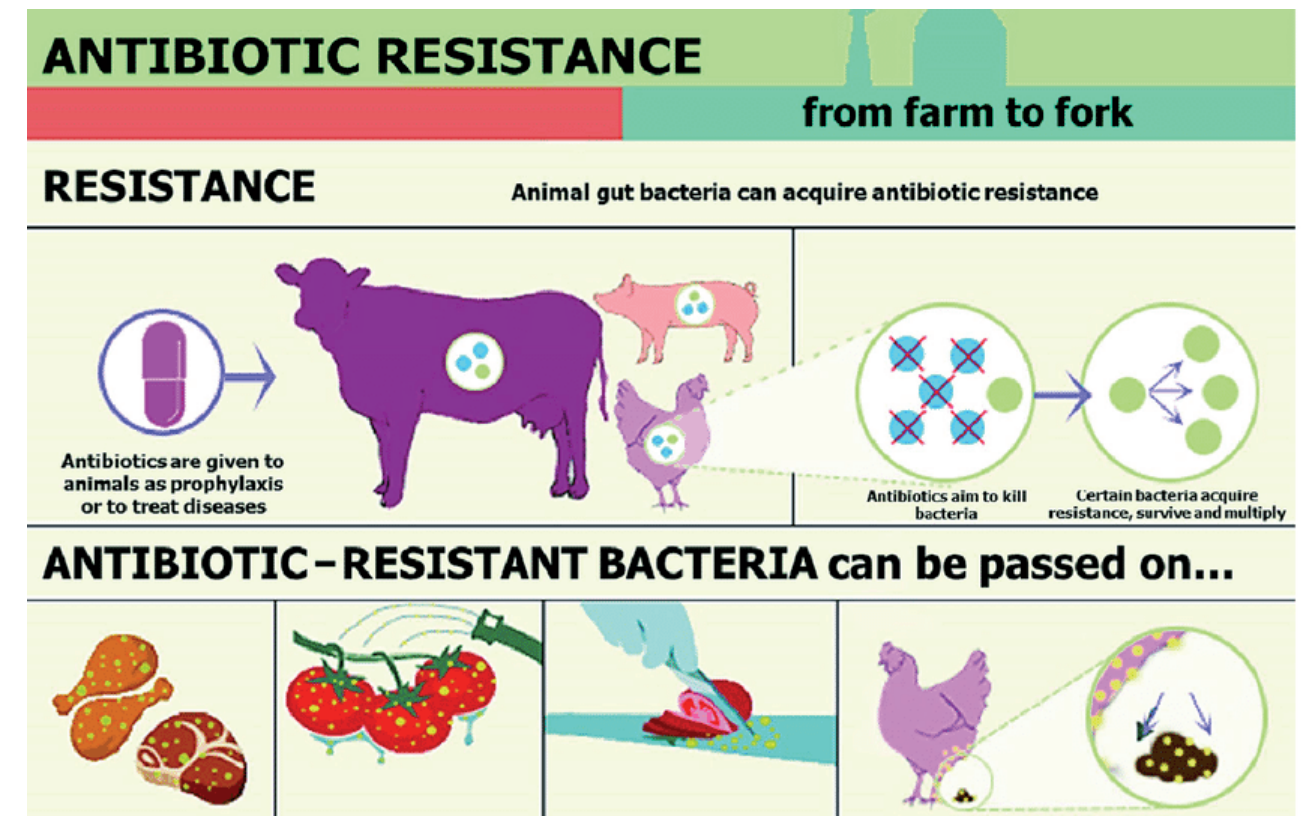 ANTIBIOTIC RESISTANCE
from farm to fork
RESISTANCE
Animal gut bacteria can acquire antibiotic resistance
Antibiotics are given to
animals as prophylaxis
or to treat diseases
Antibiotics aim to kill
bacteria
Certain bacteria acquire
resistance, survive and multiply
ANTIBIOTIC–RESISTANT BACTERIA can be passed on...